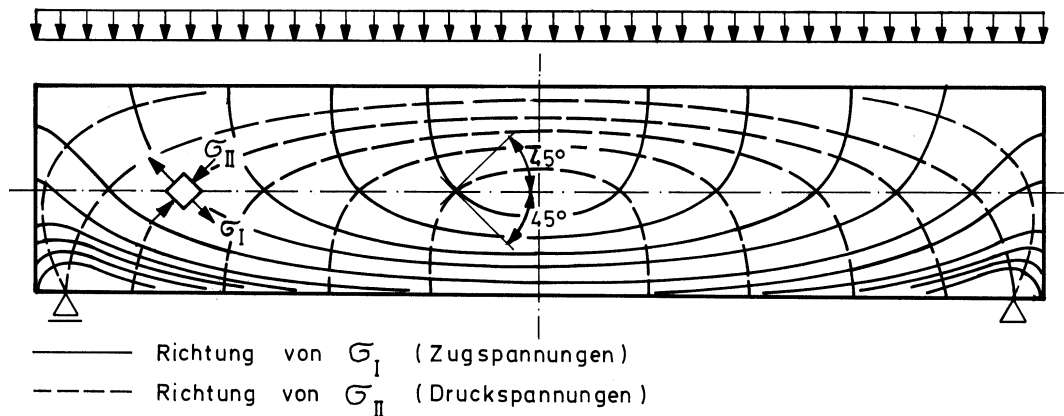 45°
σII
σI
45°
Richtung von σI (Zugspannungen)
Richtung von σII (Druckspannungen)